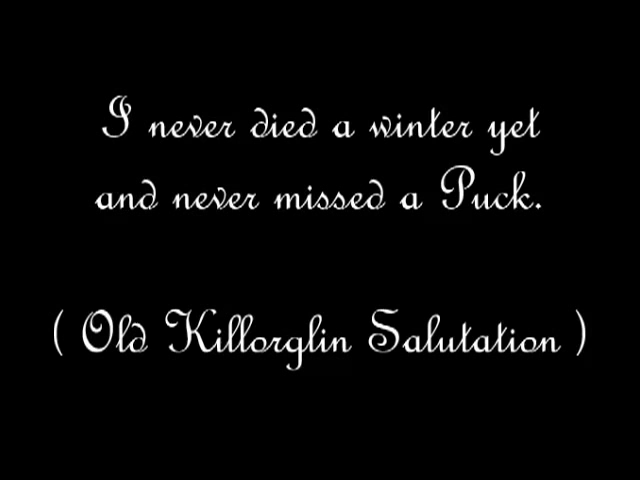 I never died a winter yet
and never missed a Puck.
( Old Killorglin Salutation )